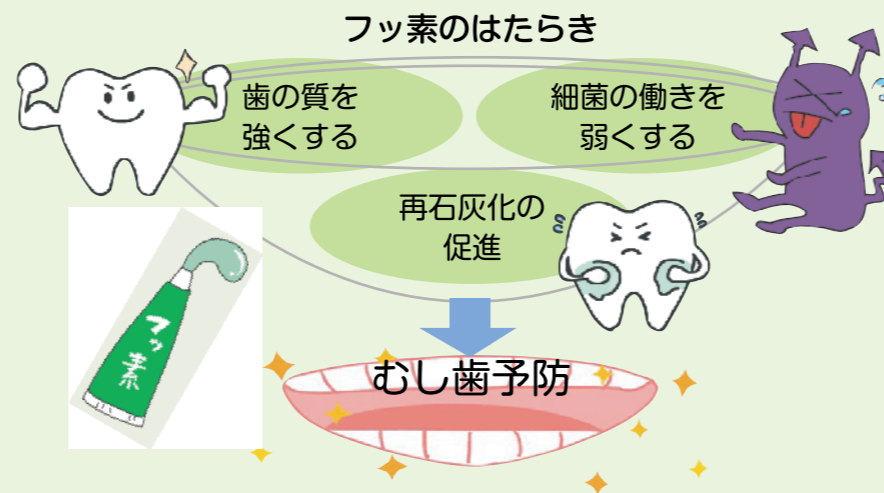 フッ素のはたらき
歯の質を
強くする
細菌の働きを
弱くする
再石灰化の
促進
フッ素
むし歯予防